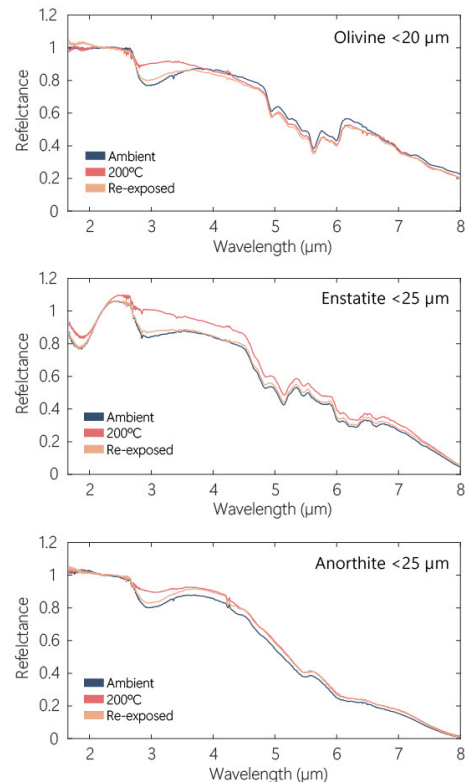 Olivine <20 µm
1.2
1
0.8
0.6
0.4
0.2
0
Refelctance
Ambient
200ºC
Re-exposed
2 3 4 5 6 7 8
Wavelength (µm)
Enstatite <25 µm
1.2
1
0.8
0.6
0.4
0.2
0
Refelctance
Ambient
200ºC
Re-exposed
2 3 4 5 6 7 8
Wavelength (µm)
Anorthite <25 µm
1.2
1
0.8
0.6
0.4
0.2
0
Refelctance
Ambient
200ºC
Re-exposed
2 3 4 5 6 7 8
Wavelength (µm)